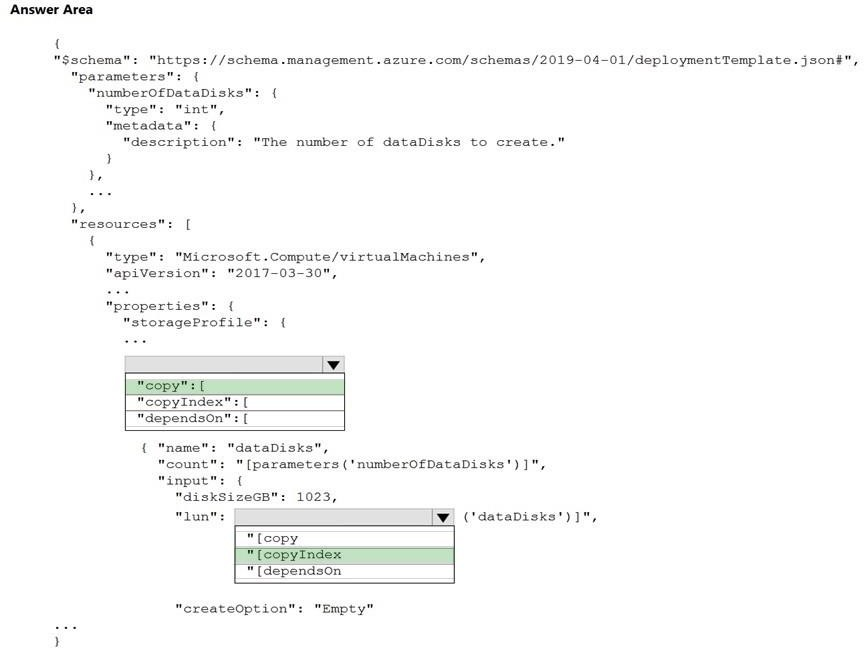 Answer Area
{
"$schema": "https://schema.management.azure.com/schemas/2019-04-01/deploymentTemplate.json#",
"parameters": {
"numberOfDataDisks": {
"type": "int",
"metadata": {
"description": "The number of dataDisks to create."
}
},
...
},
"resources": [
{
"type": "Microsoft.Compute/virtualMachines",
"apiVersion": "2017-03-30",
...
"properties": {
"storageProfile": {
...
"copy":[
"copyIndex":[
"dependsOn":[
{ "name": "dataDisks",
"count": "[parameters('numberOfDataDisks')]",
"input": {
"diskSizeGB": 1023,
"lun": ('dataDisks')]",
"[copy
"[copyIndex
"[dependsOn
"createOption": "Empty"
...
}